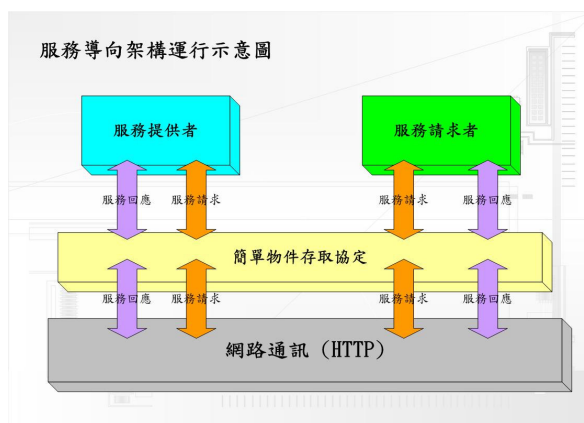 服務導向架構運行示意圖
服務提供者
服務請求者
服務回應
服務請求
服務請求
服務回應
簡單物件存取協定
服務回應
服務請求
服務請求
服務回應
網路通訊 (HTTP)